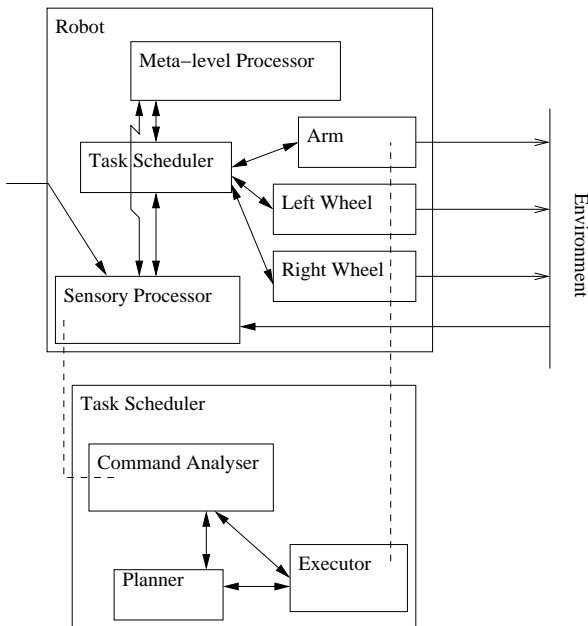 Robot
Meta-level Processor
Arm
Task Scheduler
Left Wheel
Environment
Right Wheel
Sensory Processor
Task Scheduler
Command Analyser
Executor
Planner